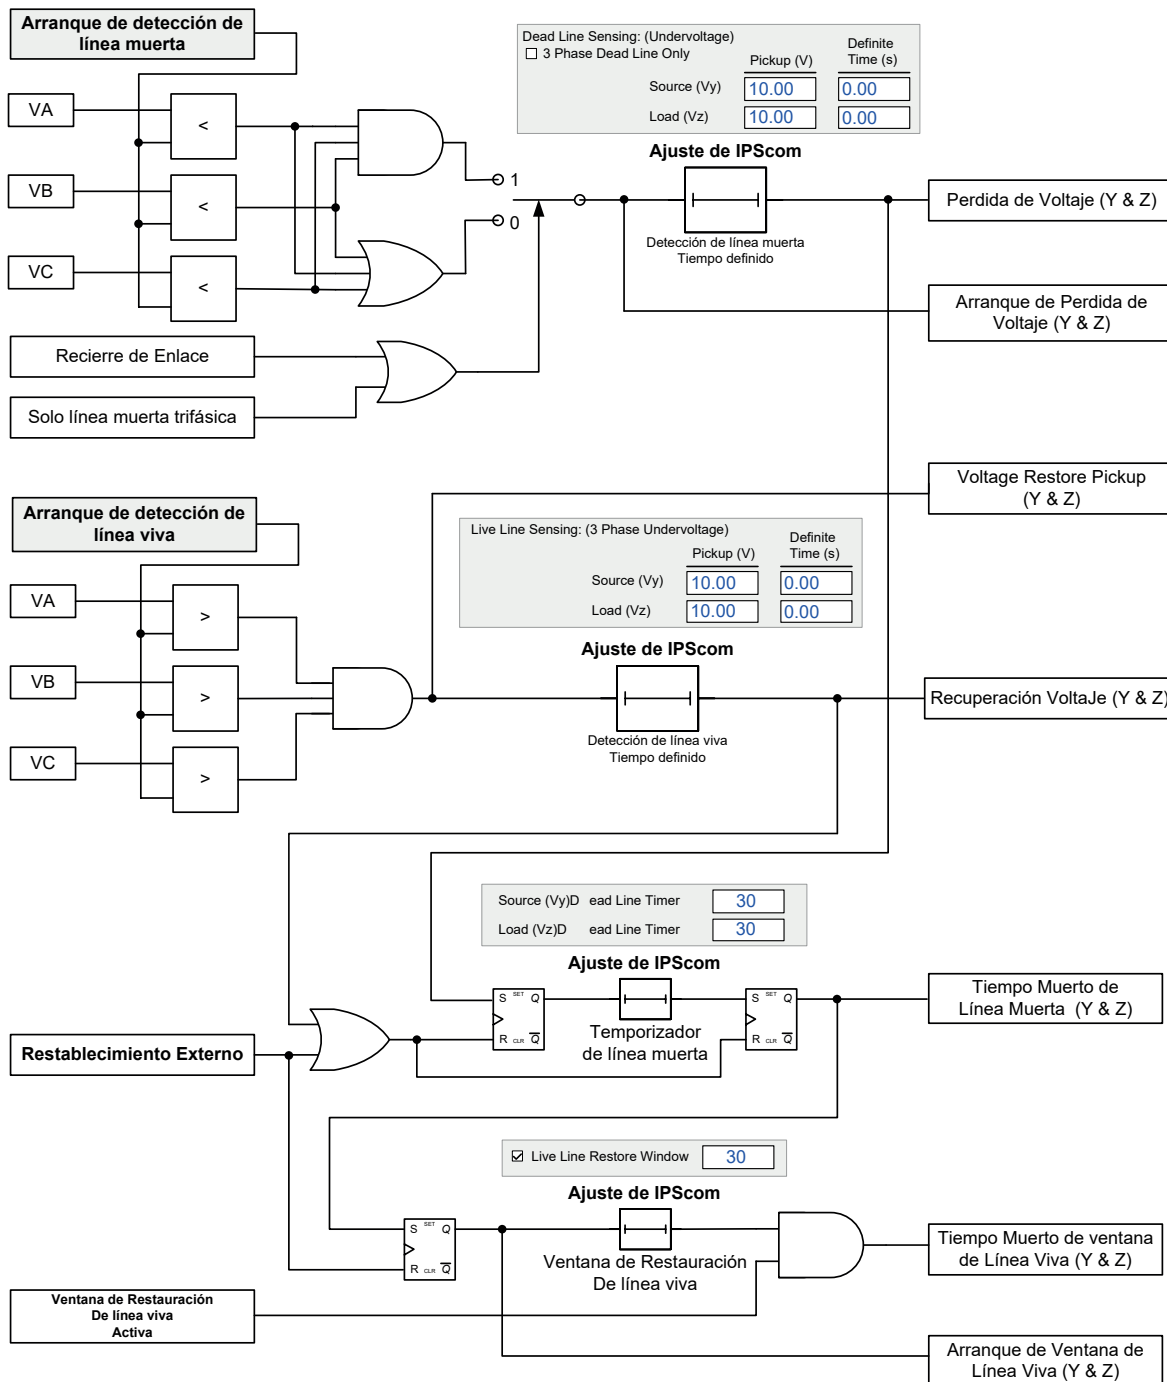 Arranque de detección de
línea muerta
Dead Line Sensing: (Undervoltage)
3 Phase Dead Line Only
Pickup (V)
Definite
Time (s)
Source (Vy)
10.00
0.00
Load (Vz)
10.00
0.00
VA
<
VB
<
VC
<
1
0
Ajuste de IPScom
Detección de línea muerta
Tiempo definido
Perdida de Voltaje (Y & Z)
Arranque de Perdida de
Voltaje (Y & Z)
Recierre de Enlace
Solo línea muerta trifásica
Voltage Restore Pickup
(Y & Z)
Arranque de detección de
línea viva
Live Line Sensing: (3 Phase Undervoltage)
Pickup (V)
Definite
Time (s)
Source (Vy)
10.00
0.00
Load (Vz)
10.00
0.00
VA
>
VB
>
VC
>
Ajuste de IPScom
Detección de línea viva
Tiempo definido
Recuperación VoltaJe (Y & Z)
Source (Vy)D ead Line Timer
30
Load (Vz)D ead Line Timer
30
Ajuste de IPScom
S SET Q
R CLR Q
Temporizador
de línea muerta
S SET Q
R CLR Q
Tiempo Muerto de
Línea Muerta (Y & Z)
Restablecimiento Externo
Live Line Restore Window
30
Ajuste de IPScom
S SET Q
R CLR Q
Ventana de Restauración
De línea viva
Tiempo Muerto de ventana
de Línea Viva (Y & Z)
Ventana de Restauración
De línea viva
Activa
Arranque de Ventana de
Línea Viva (Y & Z)